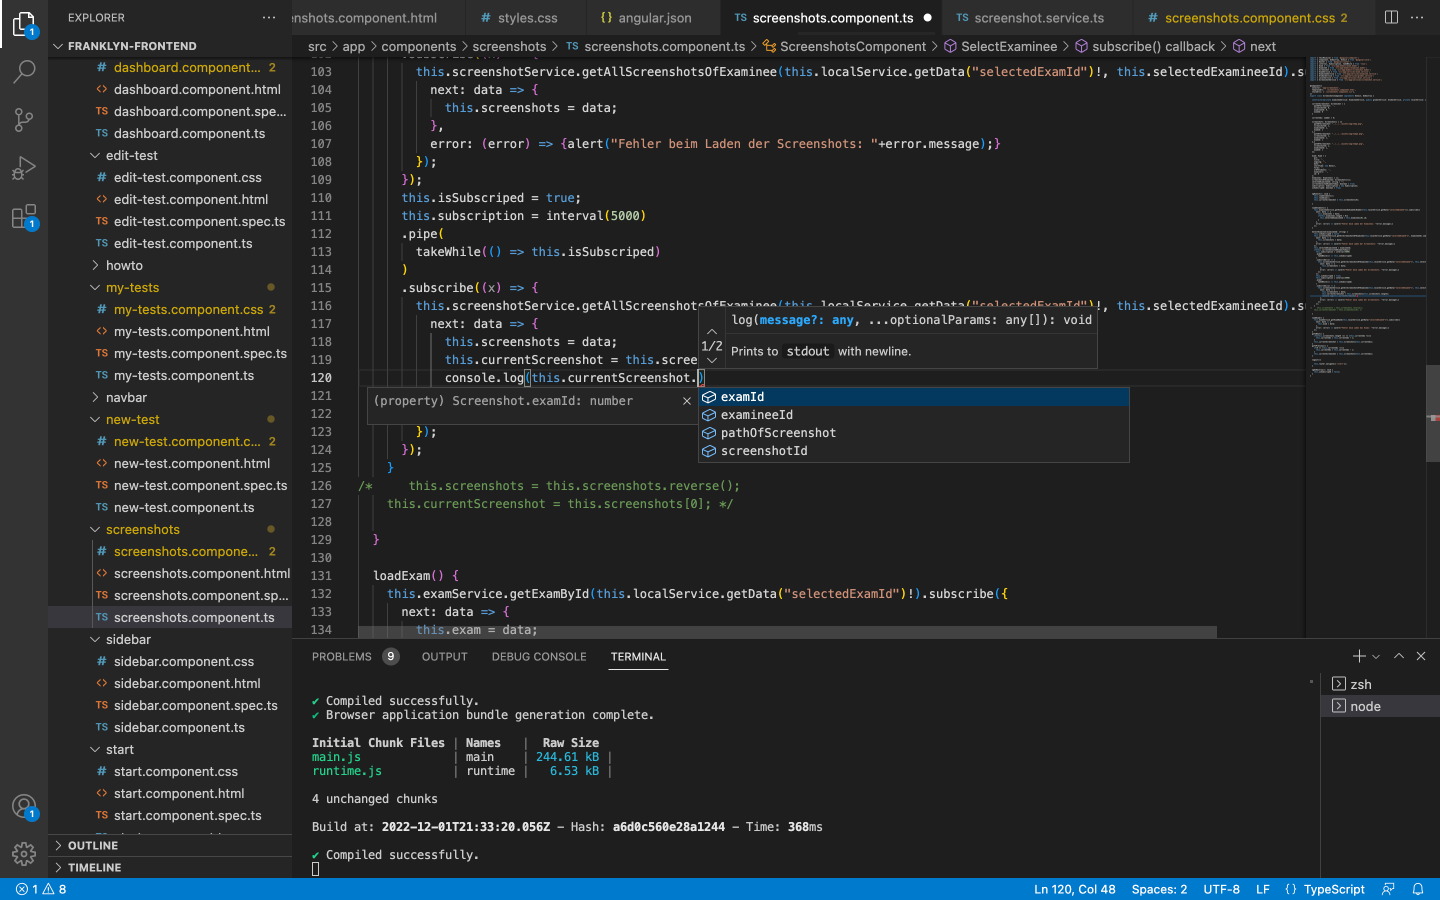 EXPLORER
FRANKLYN-FRONTEND
# dashboard.component... 2
<> dashboard.component.html
TS dashboard.component.spe...
TS dashboard.component.ts
edit-test
# edit-test.component.css
<> edit-test.component.html
TS edit-test.component.spec.ts
TS edit-test.component.ts
howto
my-tests
# my-tests.component.css 2
<> my-tests.component.html
TS my-tests.component.spec.ts
TS my-tests.component.ts
navbar
new-test
# new-test.component.c... 2
<> new-test.component.html
TS new-test.component.spec.ts
TS new-test.component.ts
screenshots
# screenshots.compone... 2
<> screenshots.component.html
TS screenshots.component.sp...
TS screenshots.component.ts
sidebar
# sidebar.component.css
<> sidebar.component.html
TS sidebar.component.spec.ts
TS sidebar.component.ts
start
# start.component.css
<> start.component.html
TS start.component.spec.ts
OUTLINE
TIMELINE
1
1
1
enshots.component.html # styles.css {} angular.json TS screenshots.component.ts TS screenshot.service.ts # screenshots.component.css 2
src > app > components > screenshots > TS screenshots.component.ts > ScreenshotsComponent > SelectExaminee > subscribe() callback > next
103 this.screenshotService.getAllScreenshotsOfExaminee(this.localService.getData("selectedExamId")!, this.selectedExamineeId).s
104 next: data => {
105 this.screenshots = data;
106 },
107 error: (error) => {alert("Fehler beim Laden der Screenshots: "+error.message);}
108 });
109 });
110 this.isSubscriped = true;
111 this.subscription = interval(5000)
112 .pipe(
113 takeWhile(() => this.isSubscriped)
114 )
115 .subscribe((x) => {
116 this.screenshotService.getAllScreenshotsOfExaminee(this.localService.getData("selectedExamId")!, this.selectedExamineeId).s
117 next: data => {
118 this.screenshots = data;
119 this.currentScreenshot = this.scree
120 console.log(this.currentScreenshot.)
121
122
123 });
124 });
125 }
126 /* this.screenshots = this.screenshots.reverse();
127 this.currentScreenshot = this.screenshots[0]; */
128
129 }
130
131 loadExam() {
132 this.examService.getExamById(this.localService.getData("selectedExamId")!).subscribe({
133 next: data => {
134 this.exam = data;
1/2
log(message?: any, ...optionalParams: any[]): void
Prints to stdout with newline.
(property) Screenshot.examId: number
examId
examineeId
pathOfScreenshot
screenshotId
PROBLEMS 9 OUTPUT DEBUG CONSOLE TERMINAL
✔ Compiled successfully.
✔ Browser application bundle generation complete.
Initial Chunk Files | Names | Raw Size
main.js | main | 244.61 kB |
runtime.js | runtime | 6.53 kB |
4 unchanged chunks
Build at: 2022-12-01T21:33:20.056Z - Hash: a6d0c560e28a1244 - Time: 368ms
✔ Compiled successfully.
zsh
node
1 8 Ln 120, Col 48 Spaces: 2 UTF-8 LF {} TypeScript